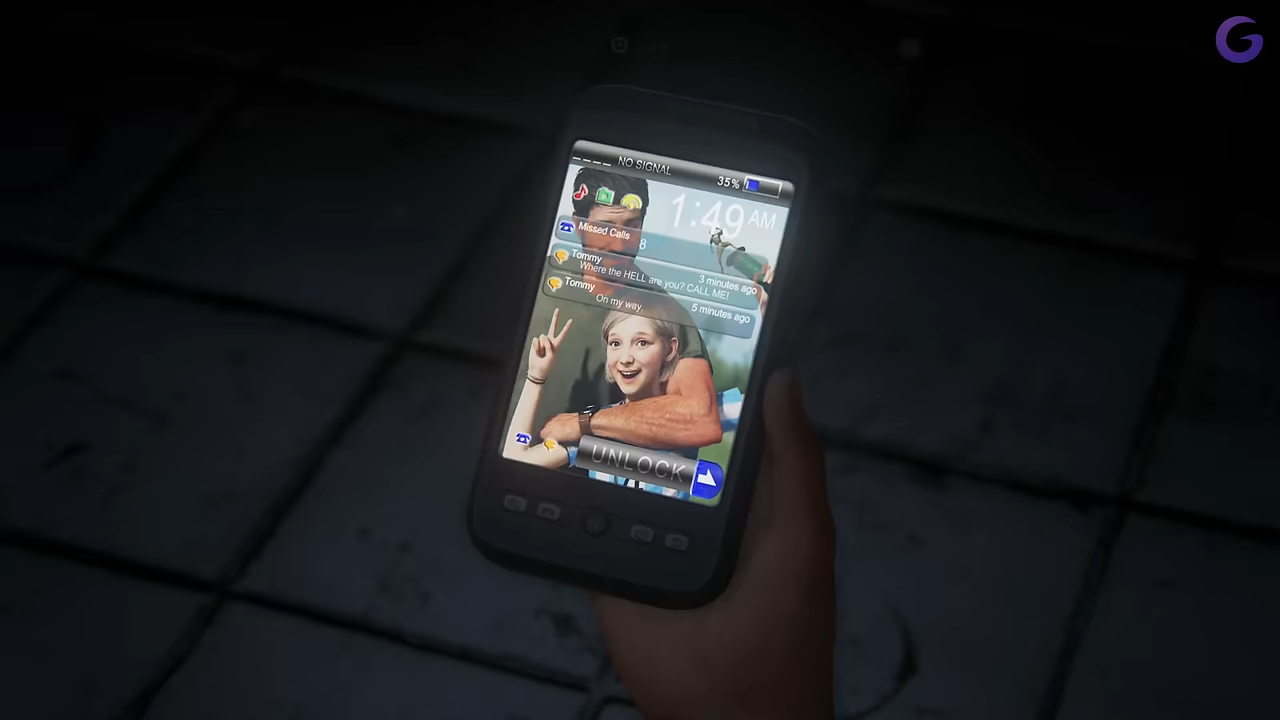 NO SIGNAL 35%
1:49 AM
Missed Calls
8
Tommy
3 minutes ago
Where the HELL are you? CALL ME!
Tommy
5 minutes ago
On my way
UNLOCK
G